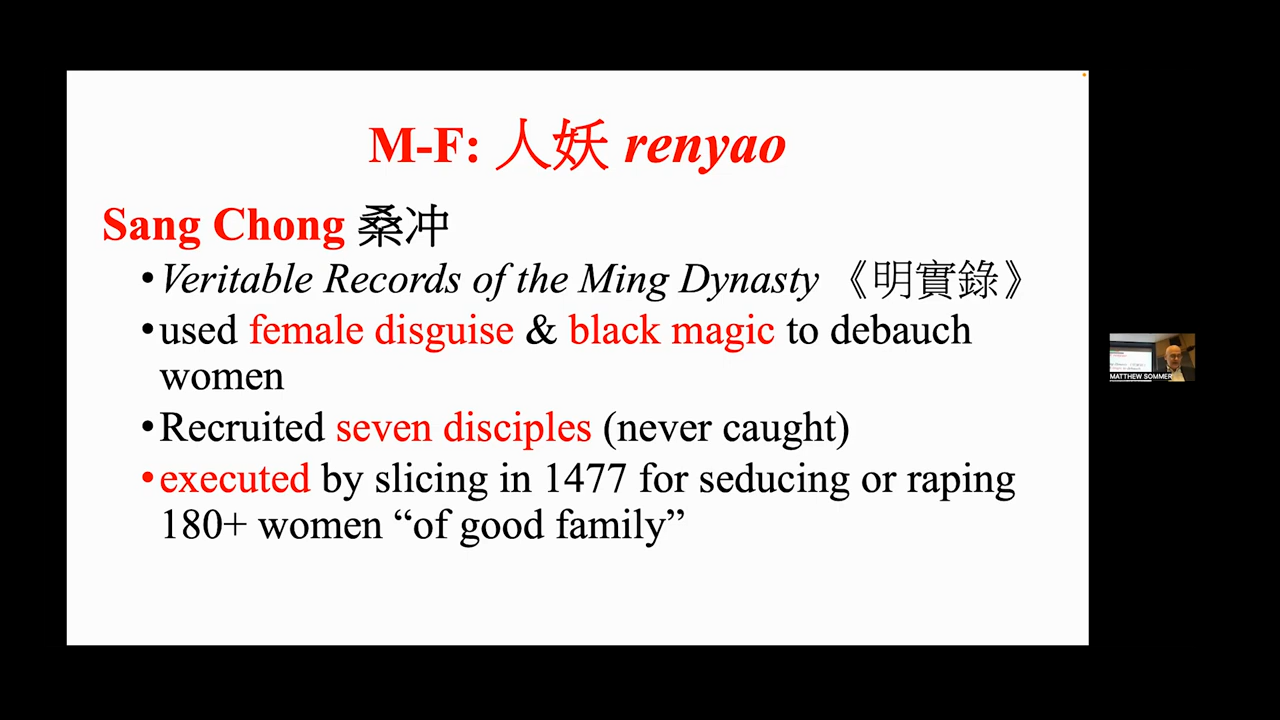 M-F: 人妖 renyao
Sang Chong 桑冲
•Veritable Records of the Ming Dynasty 《明實錄》
•used female disguise & black magic to debauch
women
•Recruited seven disciples (never caught)
•executed by slicing in 1477 for seducing or raping
180+ women “of good family”
MATTHEW SOMMER